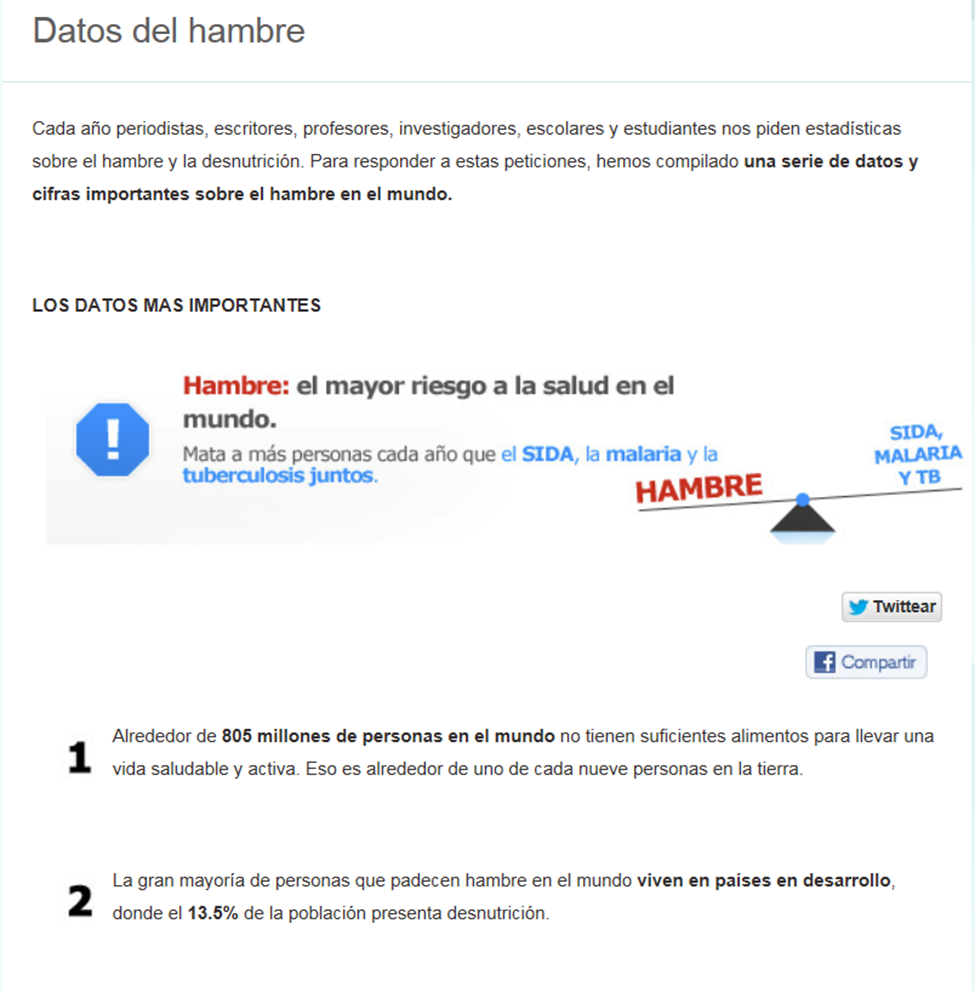 Datos del hambre
Cada año periodistas, escritores, profesores, investigadores, escolares y estudiantes nos piden estadísticas
sobre el hambre y la desnutrición. Para responder a estas peticiones, hemos compilado una serie de datos y
cifras importantes sobre el hambre en el mundo.
LOS DATOS MAS IMPORTANTES
Hambre: el mayor riesgo a la salud en el
mundo.
Mata a más personas cada año que el SIDA, la malaria y la
tuberculosis juntos.
HAMBRE
SIDA,
MALARIA
Y TB
Twittear
Compartir
1 Alrededor de 805 millones de personas en el mundo no tienen suficientes alimentos para llevar una
vida saludable y activa. Eso es alrededor de uno de cada nueve personas en la tierra.
2 La gran mayoría de personas que padecen hambre en el mundo viven en países en desarrollo,
donde el 13.5% de la población presenta desnutrición.